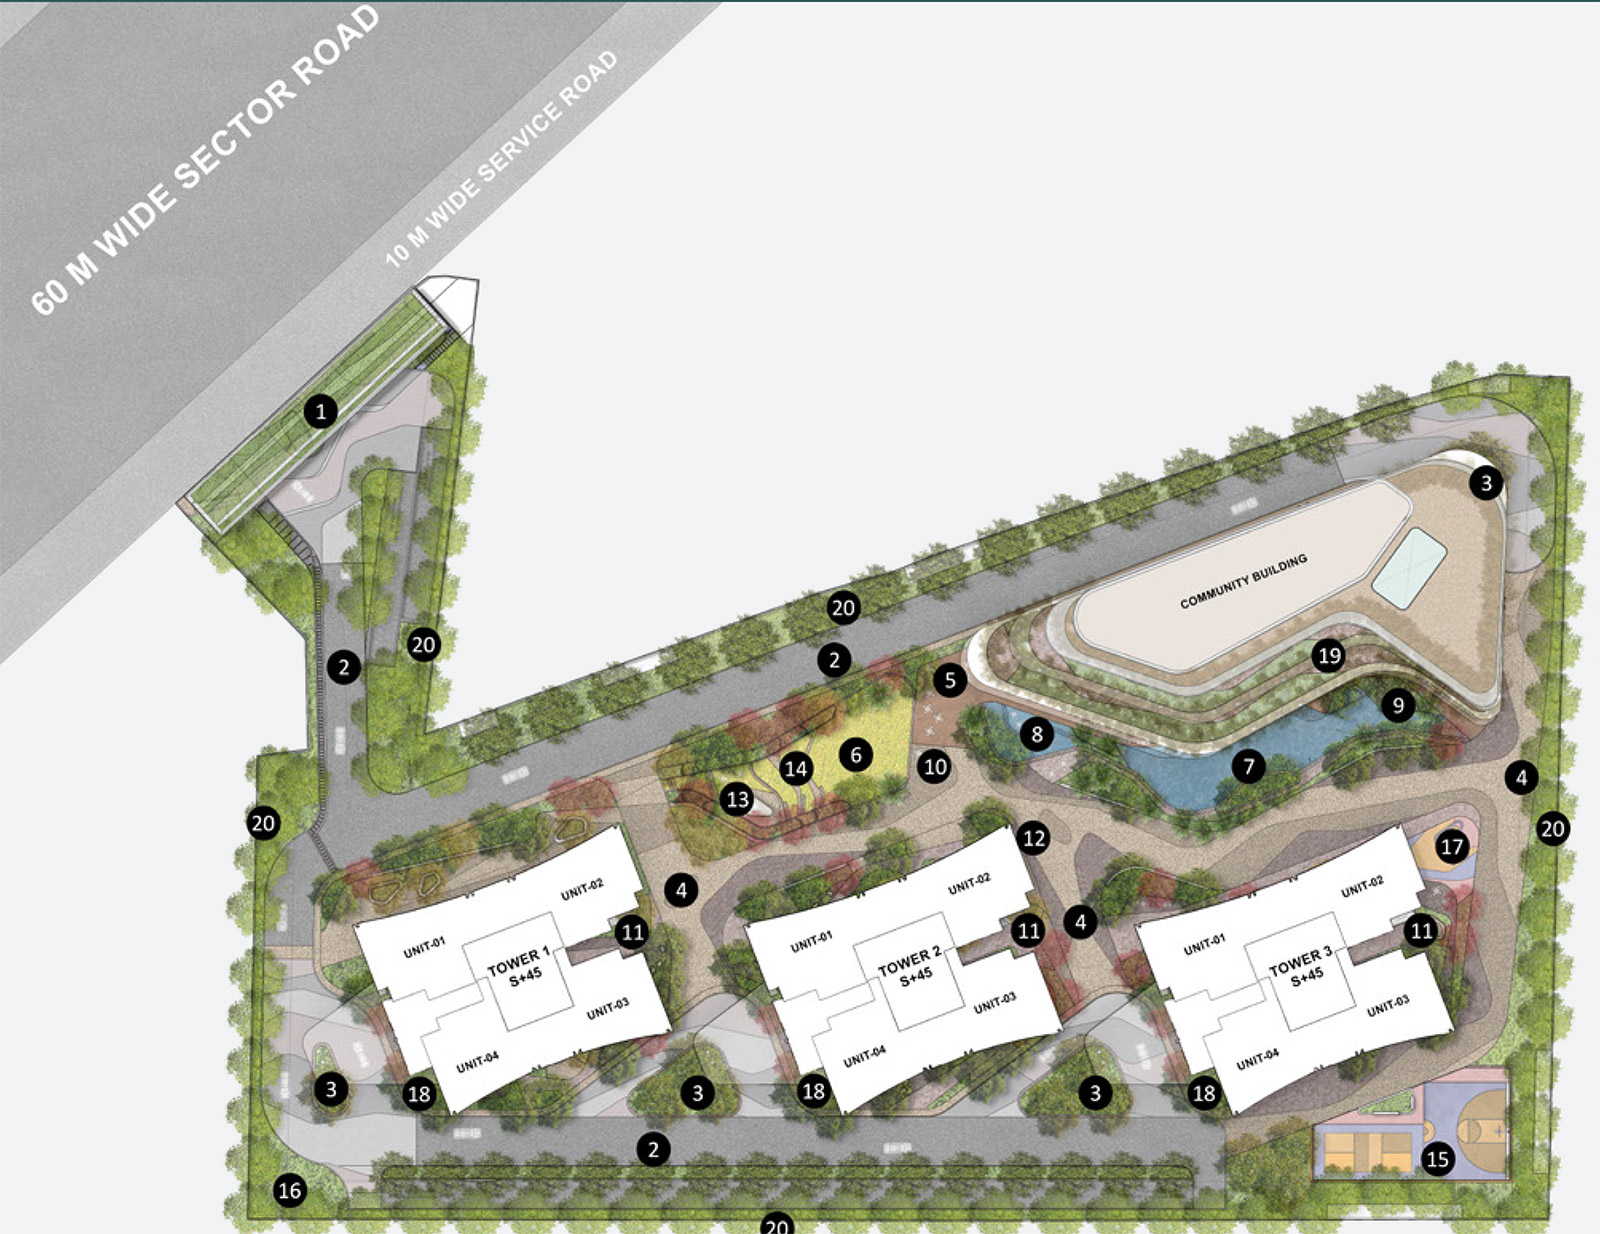 60 M WIDE SECTOR ROAD
10 M WIDE SERVICE ROAD
1
3
COMMUNITY BUILDING
20
20
2
2
19
5
9
8
6
7
14
10
4
13
20
20
12
17
4
UNIT-02
UNIT-01
11
TOWER 1
S+45
UNIT-03
UNIT-04
UNIT-02
UNIT-01
11
4
TOWER 2
S+45
UNIT-03
UNIT-04
UNIT-02
UNIT-01
11
TOWER 3
S+45
UNIT-03
UNIT-04
3
18
3
18
3
18
2
15
16
20